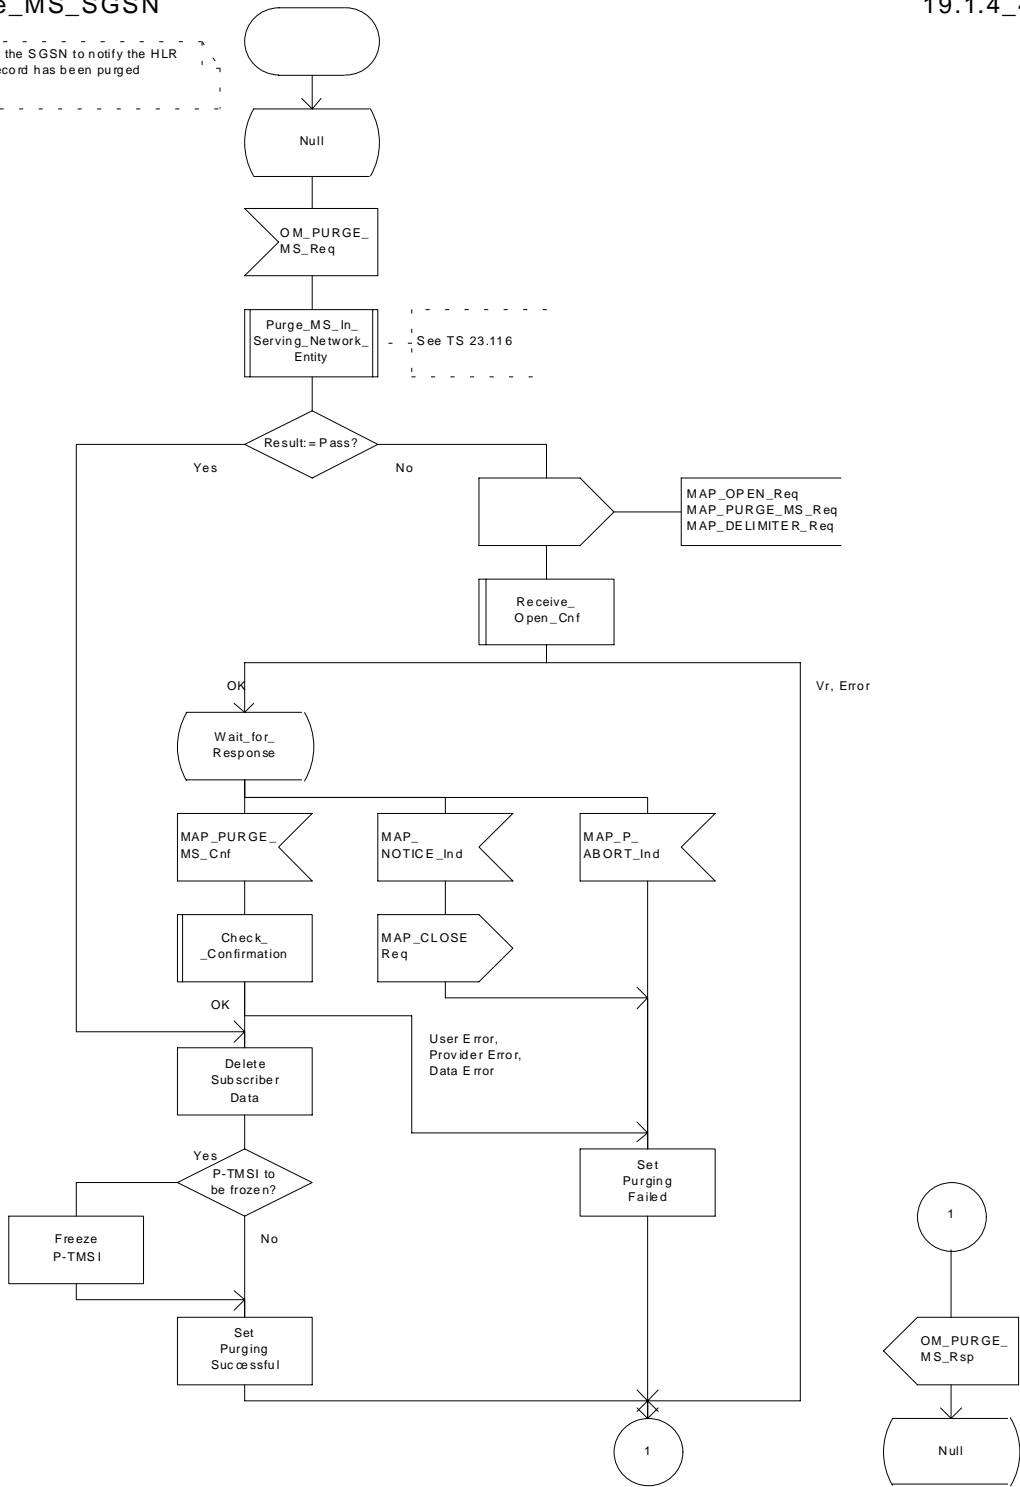 e_MS_SGSN
19.1.4_4
the SGSN to notify the HLR
ecord has been purged
Null
OM_PURGE_
MS_Req
Purge_MS_In_
Serving_Network_
Entity
See TS 23.116
Result:=Pass?
Yes
No
MAP_OPEN_Req
MAP_PURGE_MS_Req
MAP_DELIMITER_Req
Receive_
Open_Cnf
OK
Vr, Error
Wait_for_
Response
MAP_PURGE_
MS_Cnf
MAP_
NOTICE_Ind
MAP_P_
ABORT_Ind
Check_
_Confirmation
MAP_CLOSE
Req
OK
User Error,
Provider Error,
Data Error
Delete
Subscriber
Data
Yes
P-TMSI to
be frozen?
Set
Purging
Failed
1
Freeze
P-TMSI
No
Set
Purging
Successful
OM_PURGE_
MS_Rsp
1
Null